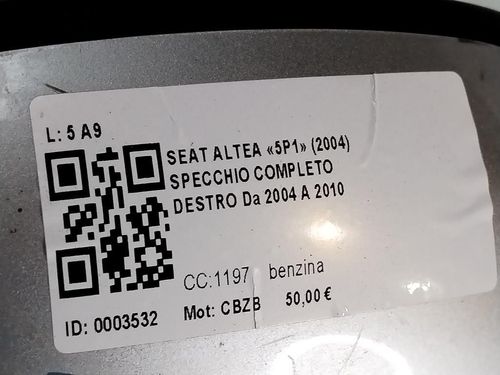 L: 5 A9
SEAT ALTEA «5P1» (2004)
SPECCHIO COMPLETO
DESTRO Da 2004 A 2010
CC:1197 benzina
ID: 0003532 Mot: CBZB 50,00 €